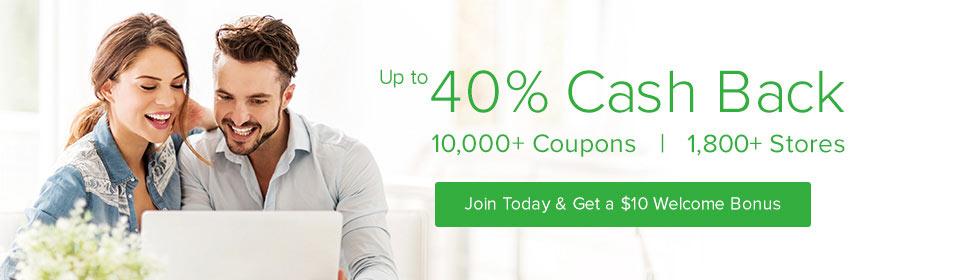 Up to 40% Cash Back
10,000+ Coupons | 1,800+ Stores
Join Today & Get a $10 Welcome Bonus